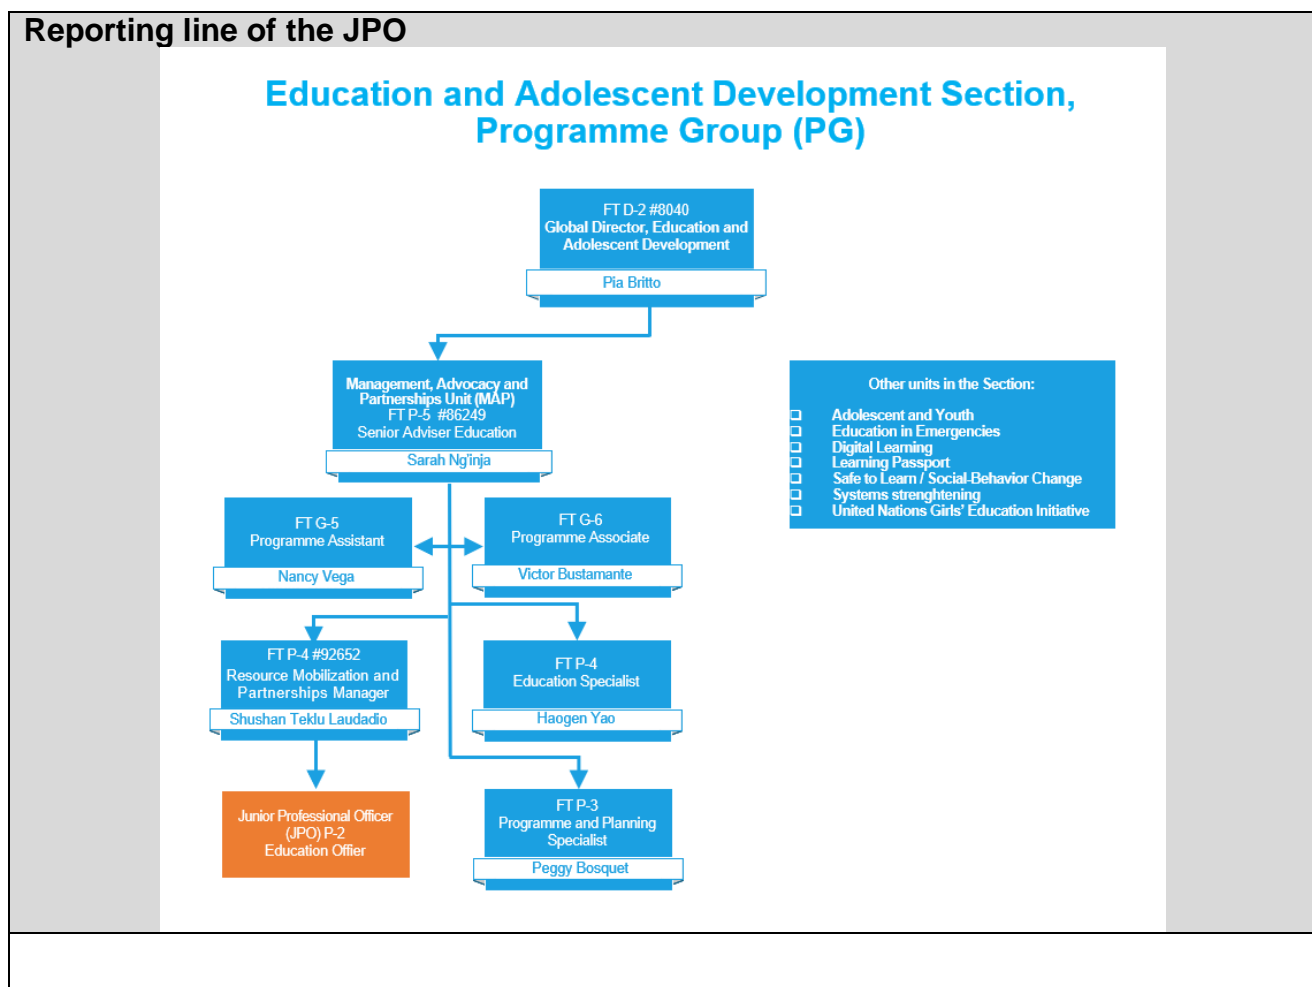 Reporting line of the JPO
Education and Adolescent Development Section,
Programme Group (PG)
FT D-2 #8040
Global Director, Education and
Adolescent Development
Pia Britto
Management, Advocacy and
Partnerships Unit (MAP)
FT P-5 #86249
Senior Adviser Education
Sarah Ng'inja
Other units in the Section:
Adolescent and Youth
Education in Emergencies
Digital Learning
Learning Passport
Safe to Learn / Social-Behavior Change
Systems strenghtening
United Nations Girls' Education Initiative
FT G-5
Programme Assistant
Nancy Vega
FT G-6
Programme Associate
Victor Bustamante
FT P-4 #92652
Resource Mobilization and
Partnerships Manager
Shushan Teklu Laudadio
FT P-4
Education Specialist
Haogen Yao
Junior Professional Officer
(JPO) P-2
Education Offier
FT P-3
Programme and Planning
Specialist
Peggy Bosquet